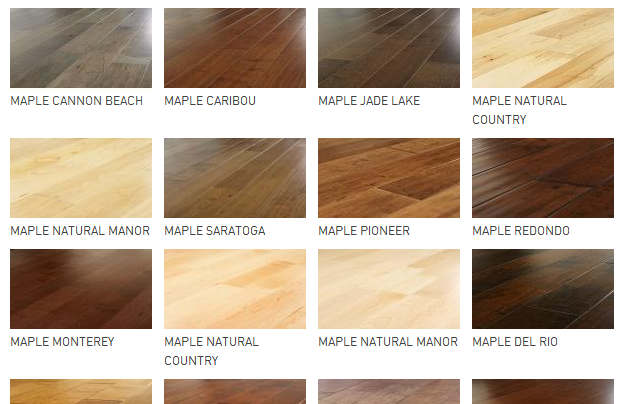 MAPLE CANNON BEACH
MAPLE CARIBOU
MAPLE JADE LAKE
MAPLE NATURAL
COUNTRY
MAPLE NATURAL MANOR
MAPLE SARATOGA
MAPLE PIONEER
MAPLE REDONDO
MAPLE MONTEREY
MAPLE NATURAL
COUNTRY
MAPLE NATURAL MANOR
MAPLE DEL RIO